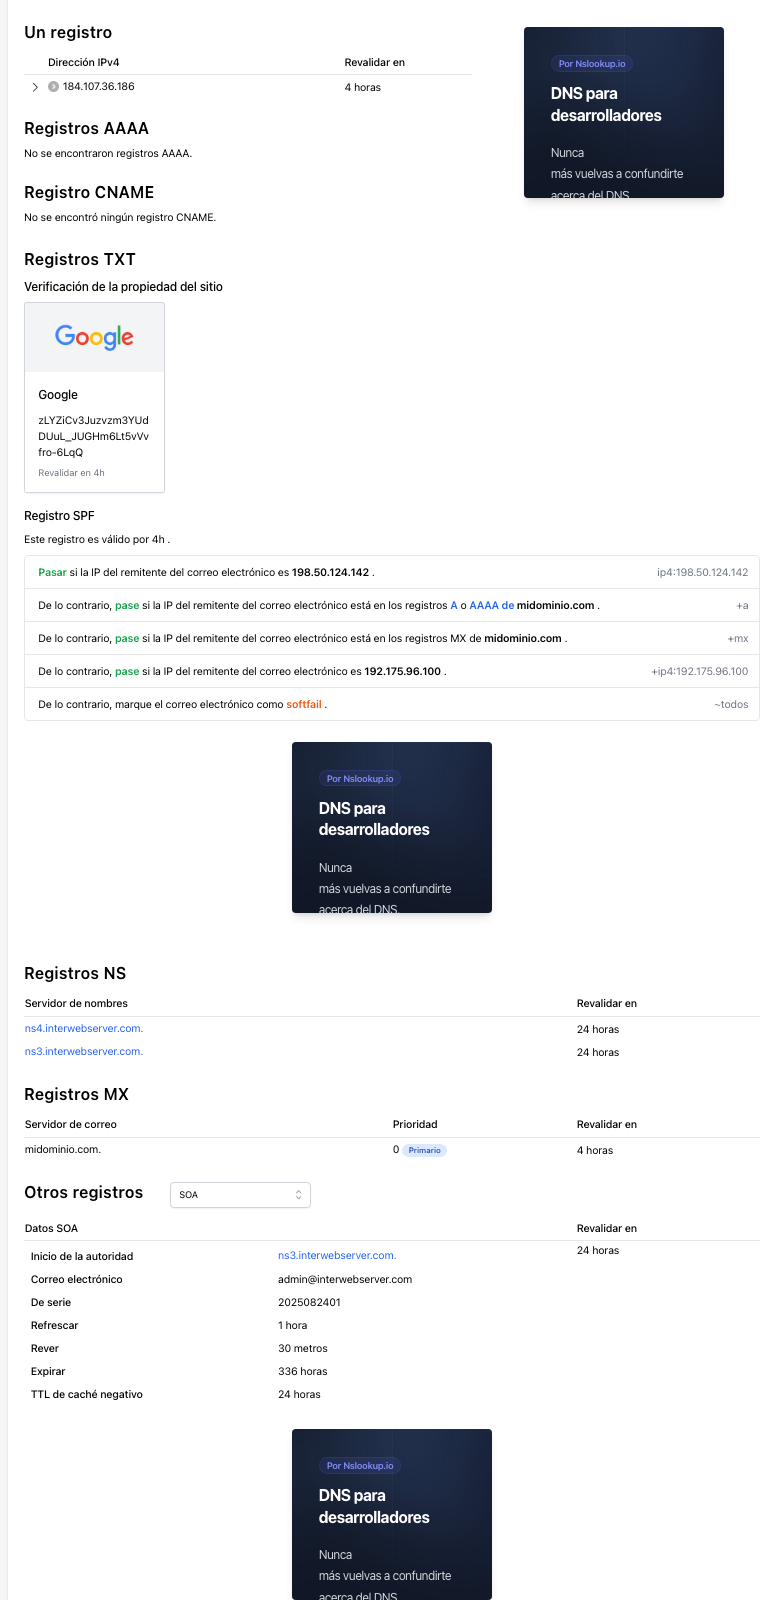 Un registro
Dirección IPv4 Revalidar en
184.107.36.186 4 horas
Por Nslookup.io
DNS para
desarrolladores
Nunca
más vuelvas a confundirte
acerca del DNS.
Registros AAAA
No se encontraron registros AAAA.
Registro CNAME
No se encontró ningún registro CNAME.
Registros TXT
Verificación de la propiedad del sitio
Google
Google
zLYZiCv3Juzvzm3YUd
DUuL_JUGHm6Lt5vVv
fro-6LqQ
Revalidar en 4h
Registro SPF
Este registro es válido por 4h .
Pasar si la IP del remitente del correo electrónico es 198.50.124.142 . ip4:198.50.124.142
De lo contrario, pase si la IP del remitente del correo electrónico está en los registros A o AAAA de midominio.com . +a
De lo contrario, pase si la IP del remitente del correo electrónico está en los registros MX de midominio.com . +mx
De lo contrario, pase si la IP del remitente del correo electrónico es 192.175.96.100 . +ip4:192.175.96.100
De lo contrario, marque el correo electrónico como softfail . ~todos
Por Nslookup.io
DNS para
desarrolladores
Nunca
más vuelvas a confundirte
acerca del DNS.
Registros NS
Servidor de nombres Revalidar en
ns4.interwebserver.com. 24 horas
ns3.interwebserver.com. 24 horas
Registros MX
Servidor de correo Prioridad Revalidar en
midominio.com. 0 Primario 4 horas
Otros registros SOA
Datos SOA Revalidar en
24 horas
Inicio de la autoridad ns3.interwebserver.com.
Correo electrónico admin@interwebserver.com
De serie 2025082401
Refrescar 1 hora
Rever 30 metros
Expirar 336 horas
TTL de caché negativo 24 horas
Por Nslookup.io
DNS para
desarrolladores
Nunca
más vuelvas a confundirte
acerca del DNS.